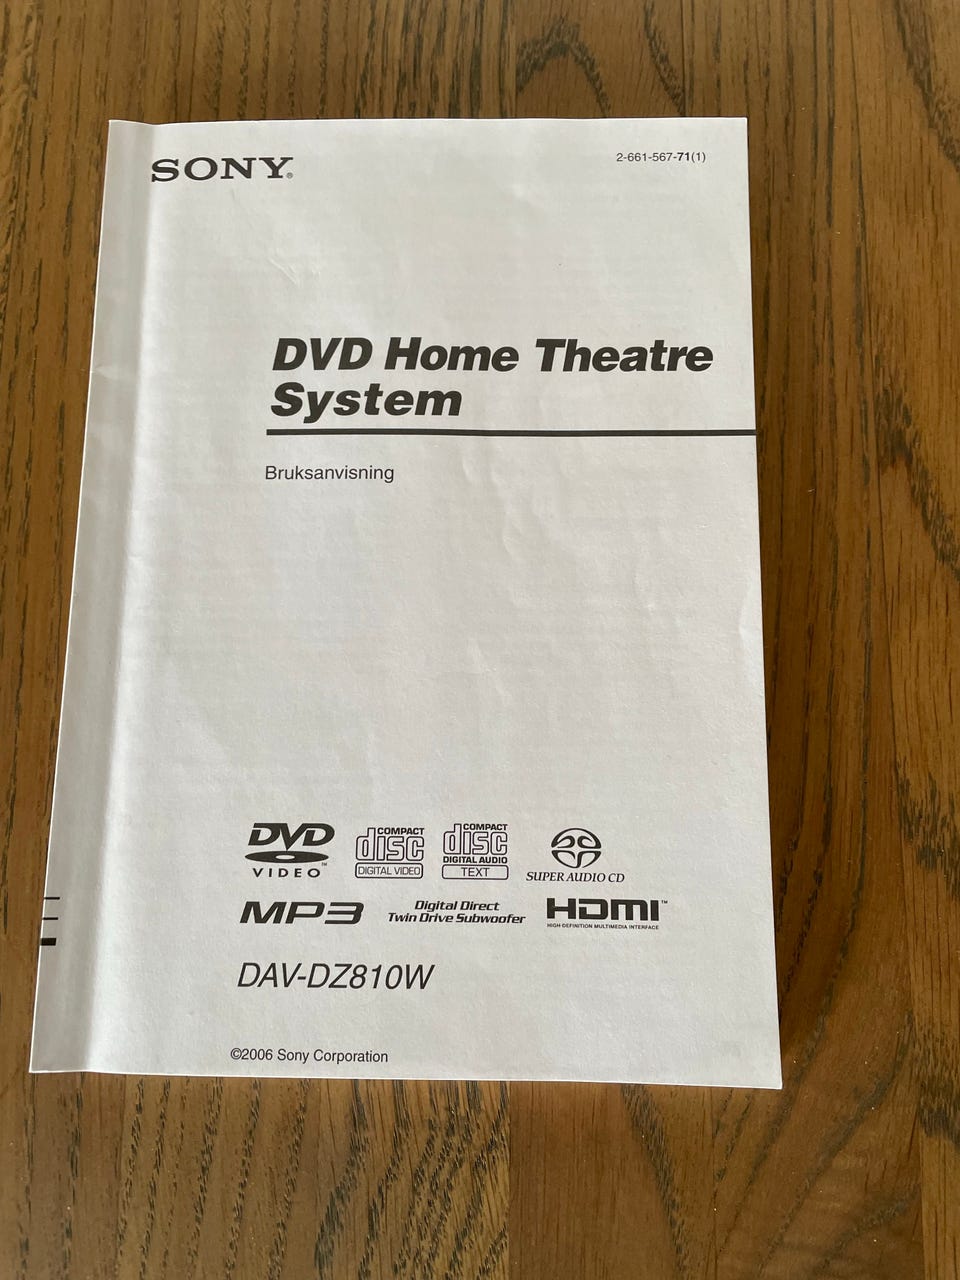 SONY®
2-661-567-71(1)
DVD Home Theatre
System
Bruksanvisning
DVD
VIDEO™
COMPACT
disc
DIGITAL VIDEO
COMPACT
disc
DIGITAL AUDIO
TEXT
SUPER AUDIO CD
MP3
Digital Direct
Twin Drive Subwoofer
HDMI™
HIGH-DEFINITION MULTIMEDIA INTERFACE
DAV-DZ810W
©2006 Sony Corporation